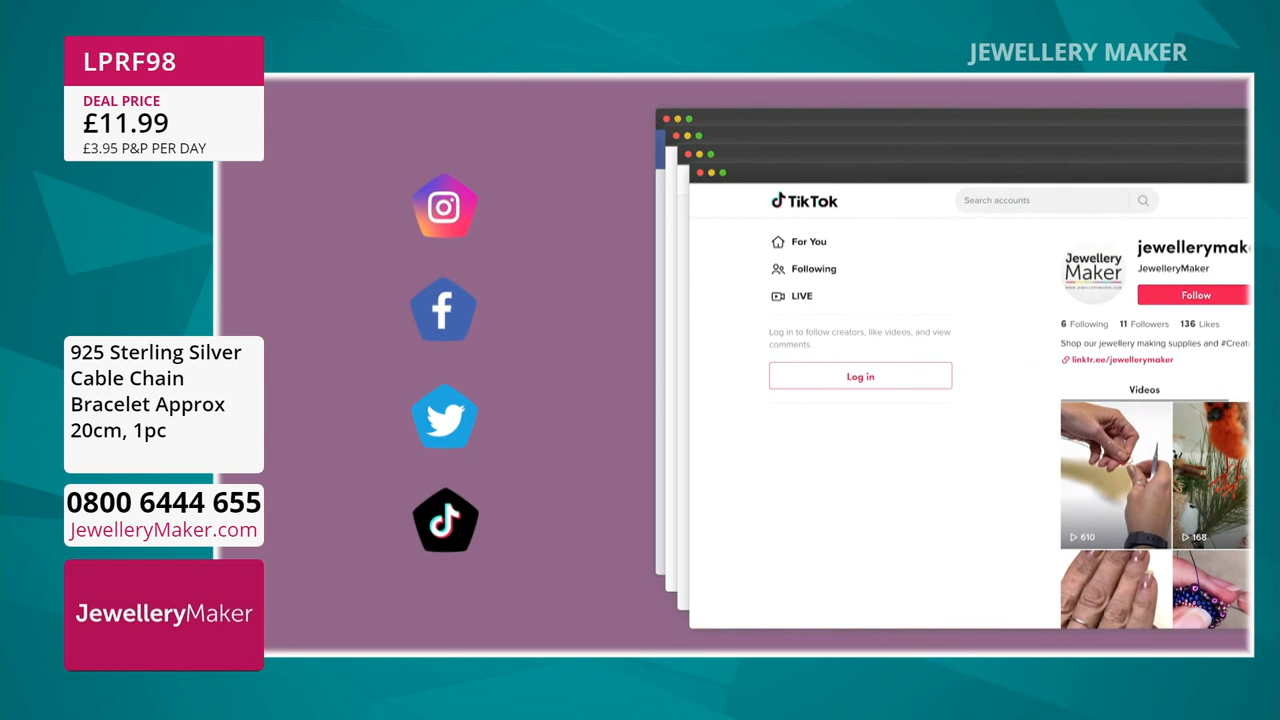 LPRF98
DEAL PRICE
£11.99
£3.95 P&P PER DAY
925 Sterling Silver
Cable Chain
Bracelet Approx
20cm, 1pc
0800 6444 655
JewelleryMaker.com
JewelleryMaker
JEWELLERY MAKER
TikTok
Search accounts
For You
Following
LIVE
Log in to follow creators, like videos, and view
comments.
Log in
Jewellery
Maker
WWW.JEWELLERYMAKER.COM
jewellerymak
JewelleryMaker
Follow
6 Following 11 Followers 136 Likes
Shop our jewellery making supplies and #Creat
linktr.ee/jewellerymaker
Videos
610
168